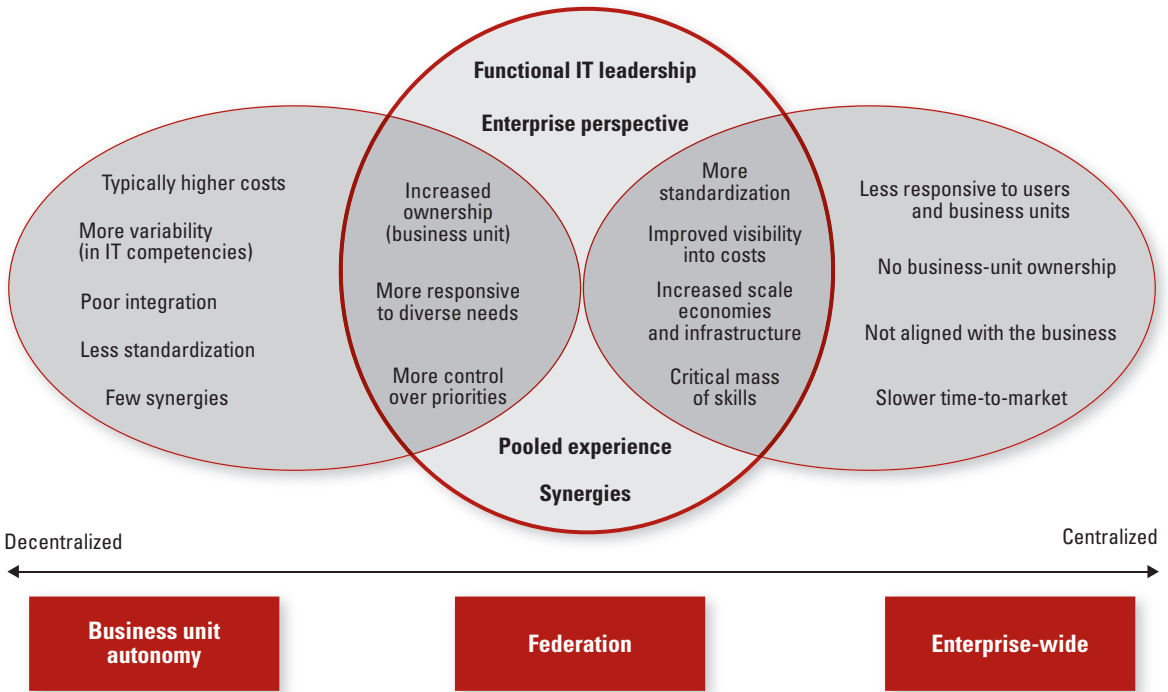 Functional IT leadership
Enterprise perspective
Typically higher costs
More variability
(in IT competencies)
Poor integration
Less standardization
Few synergies
Increased
ownership
(business unit)
More responsive
to diverse needs
More control
over priorities
More
standardization
Improved visibility
into costs
Increased scale
economies
and infrastructure
Critical mass
of skills
Less responsive to users
and business units
No business-unit ownership
Not aligned with the business
Slower time-to-market
Pooled experience
Synergies
Decentralized
Centralized
Business unit
autonomy
Federation
Enterprise-wide